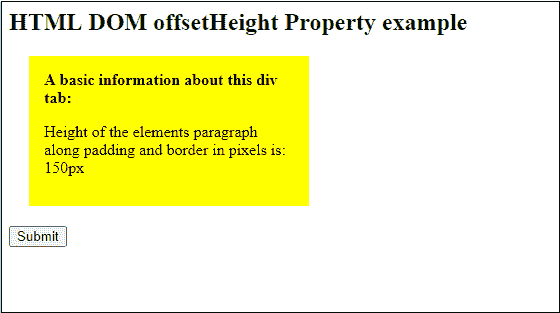 HTML DOM offsetHeight Property example
A basic information about this div
tab:
Height of the elements paragraph
along padding and border in pixels is:
150px
Submit